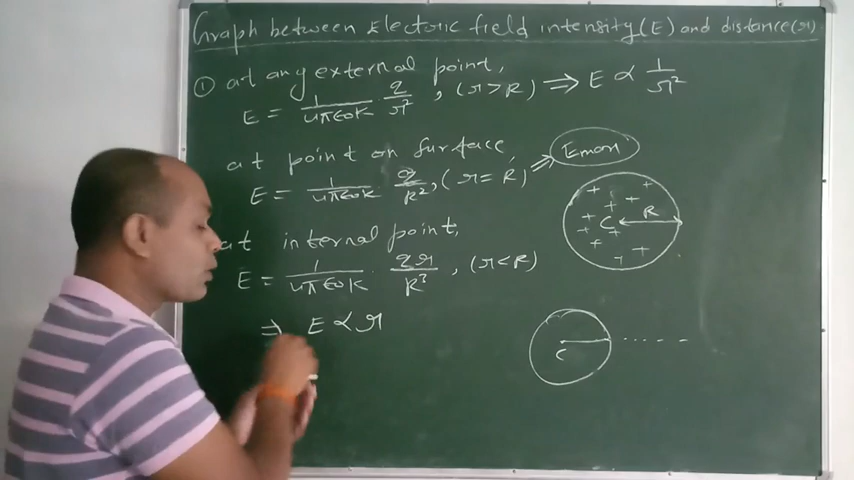 Graph between Electric field intensity (E) and distance (r)
① at any external point,
E = 1/4πε0K q/r², (r > R) ⇒ E ∝ 1/r²
at point on surface,
E = 1/4πε0K q/R², (r = R) ⇒ Emax
at internal point,
E = 1/4πε0K · qr/R³, (r < R)
⇒ E ∝ r
+ + + + + + + + +
C R
C